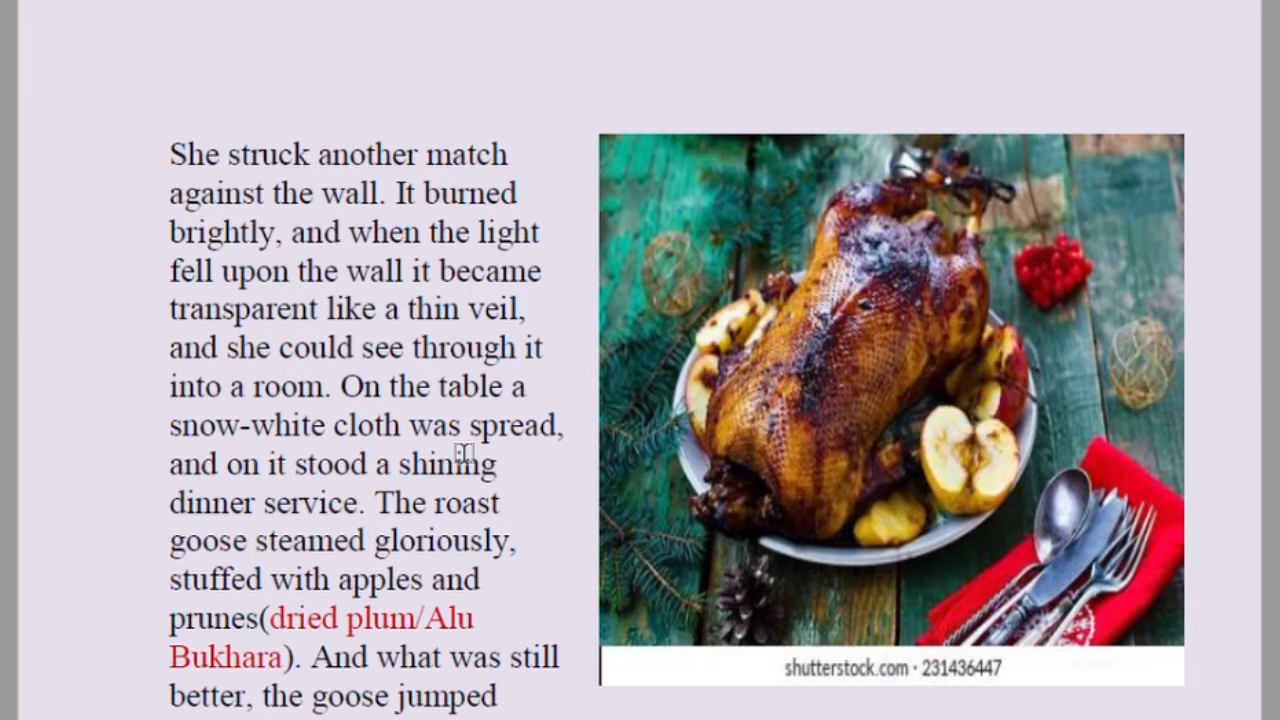 She struck another match
against the wall. It burned
brightly, and when the light
fell upon the wall it became
transparent like a thin veil,
and she could see through it
into a room. On the table a
snow-white cloth was spread,
and on it stood a shining
dinner service. The roast
goose steamed gloriously,
stuffed with apples and
prunes(dried plum/Alu
Bukhara). And what was still
better, the goose jumped
shutterstock.com · 231436447